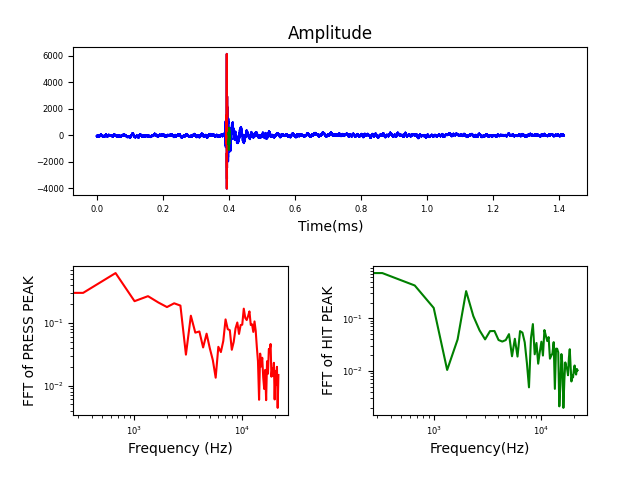 Amplitude
6000
4000
2000
0
−2000
−4000
0.0 0.2 0.4 0.6 0.8 1.0 1.2 1.4
Time(ms)
FFT of PRESS PEAK
10⁻¹
10⁻²
10³ 10⁴
Frequency (Hz)
FFT of HIT PEAK
10⁻¹
10⁻²
10³ 10⁴
Frequency(Hz)